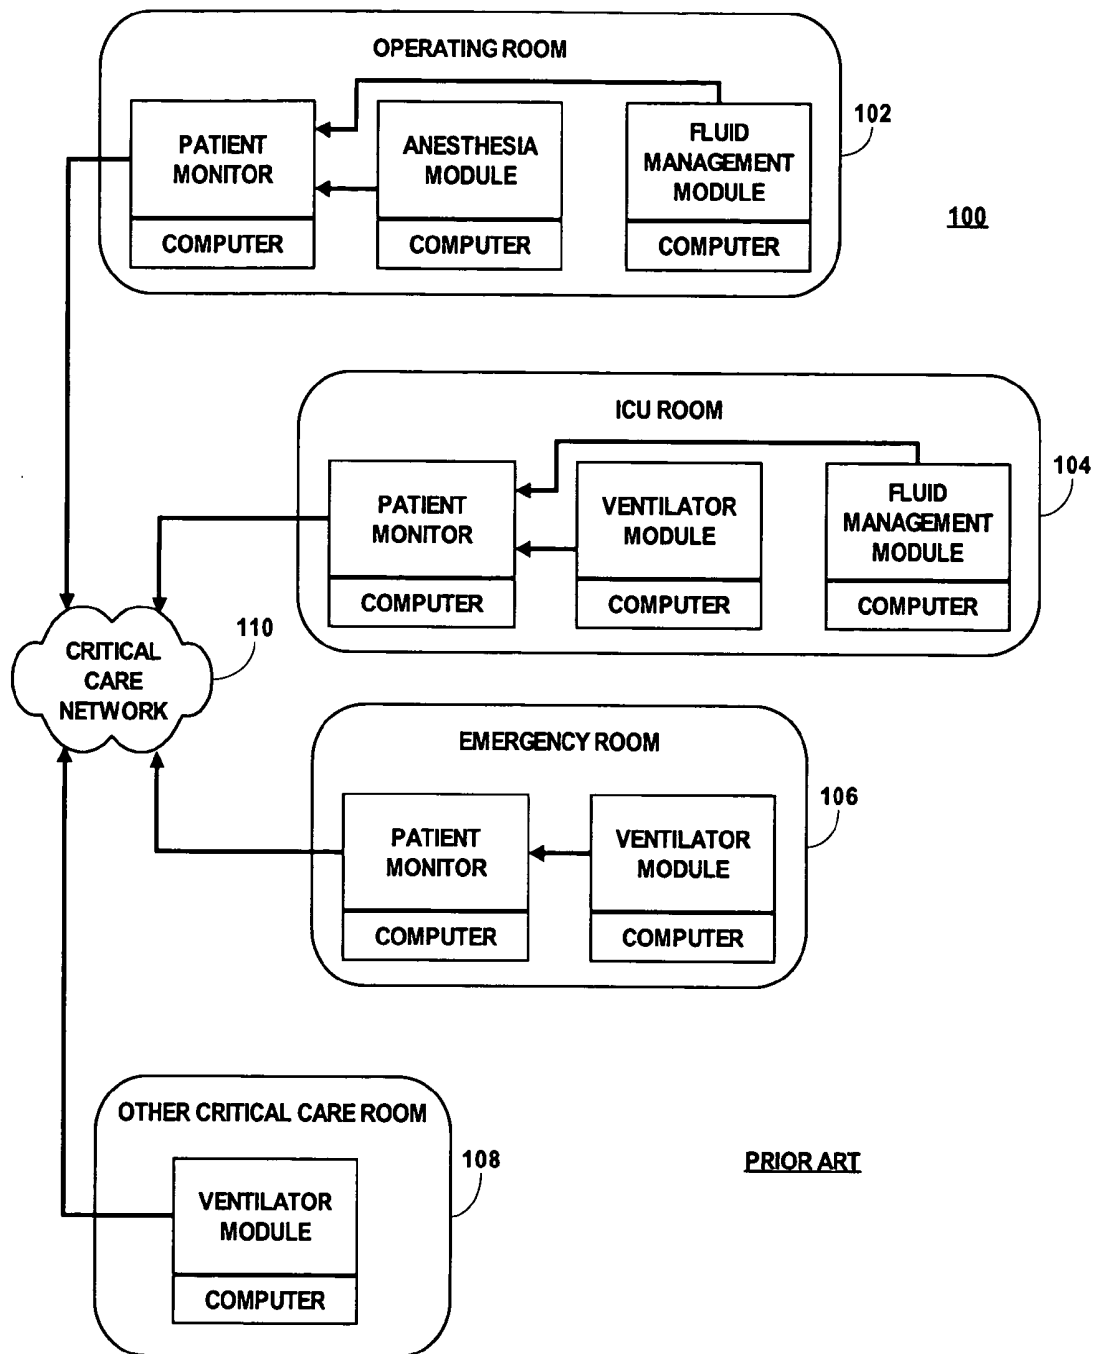 OPERATING ROOM
PATIENT
MONITOR
COMPUTER
ANESTHESIA
MODULE
COMPUTER
FLUID
MANAGEMENT
MODULE
COMPUTER
102
100
ICU ROOM
PATIENT
MONITOR
COMPUTER
VENTILATOR
MODULE
COMPUTER
FLUID
MANAGEMENT
MODULE
COMPUTER
104
CRITICAL
CARE
NETWORK
110
EMERGENCY ROOM
PATIENT
MONITOR
COMPUTER
VENTILATOR
MODULE
COMPUTER
106
OTHER CRITICAL CARE ROOM
VENTILATOR
MODULE
COMPUTER
108
PRIOR ART